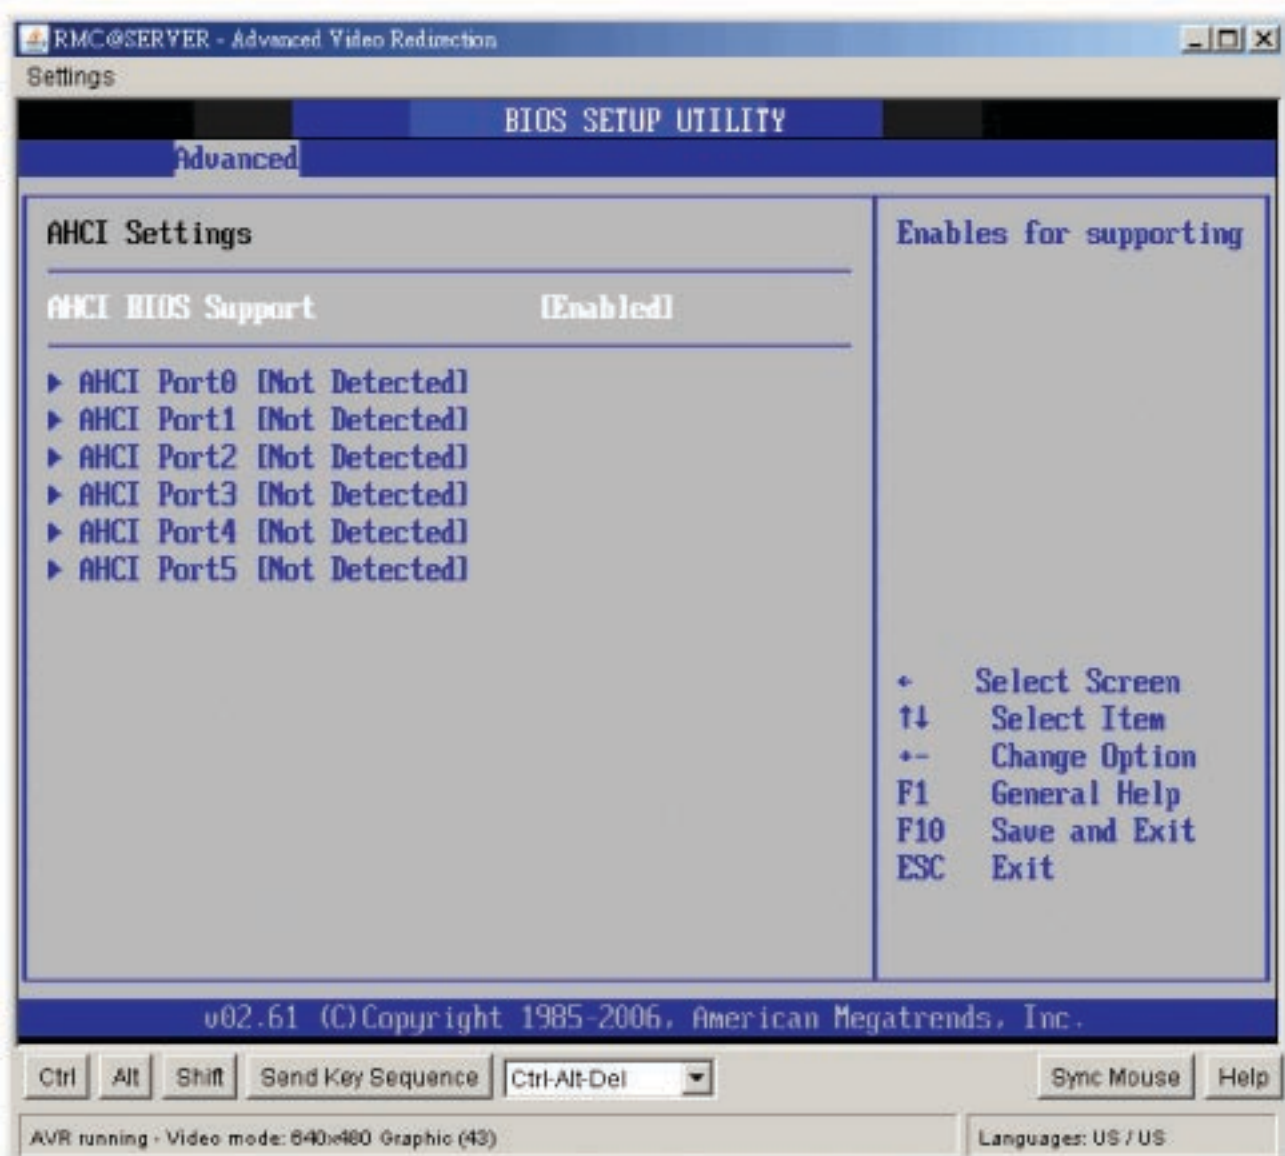 RMC@SERVER - Advanced Video Redirection
Settings
BIOS SETUP UTILITY
Advanced
AHCI Settings
AHCI BIOS Support [Enabled]
▶ AHCI Port0 [Not Detected]
▶ AHCI Port1 [Not Detected]
▶ AHCI Port2 [Not Detected]
▶ AHCI Port3 [Not Detected]
▶ AHCI Port4 [Not Detected]
▶ AHCI Port5 [Not Detected]
Enables for supporting
← Select Screen
↑↓ Select Item
+- Change Option
F1 General Help
F10 Save and Exit
ESC Exit
v02.61 (C)Copyright 1985-2006, American Megatrends, Inc.
Ctrl Alt Shift Send Key Sequence Ctrl-Alt-Del Sync Mouse Help
AVR running - Video mode: 640x480 Graphic (43) Languages: US / US